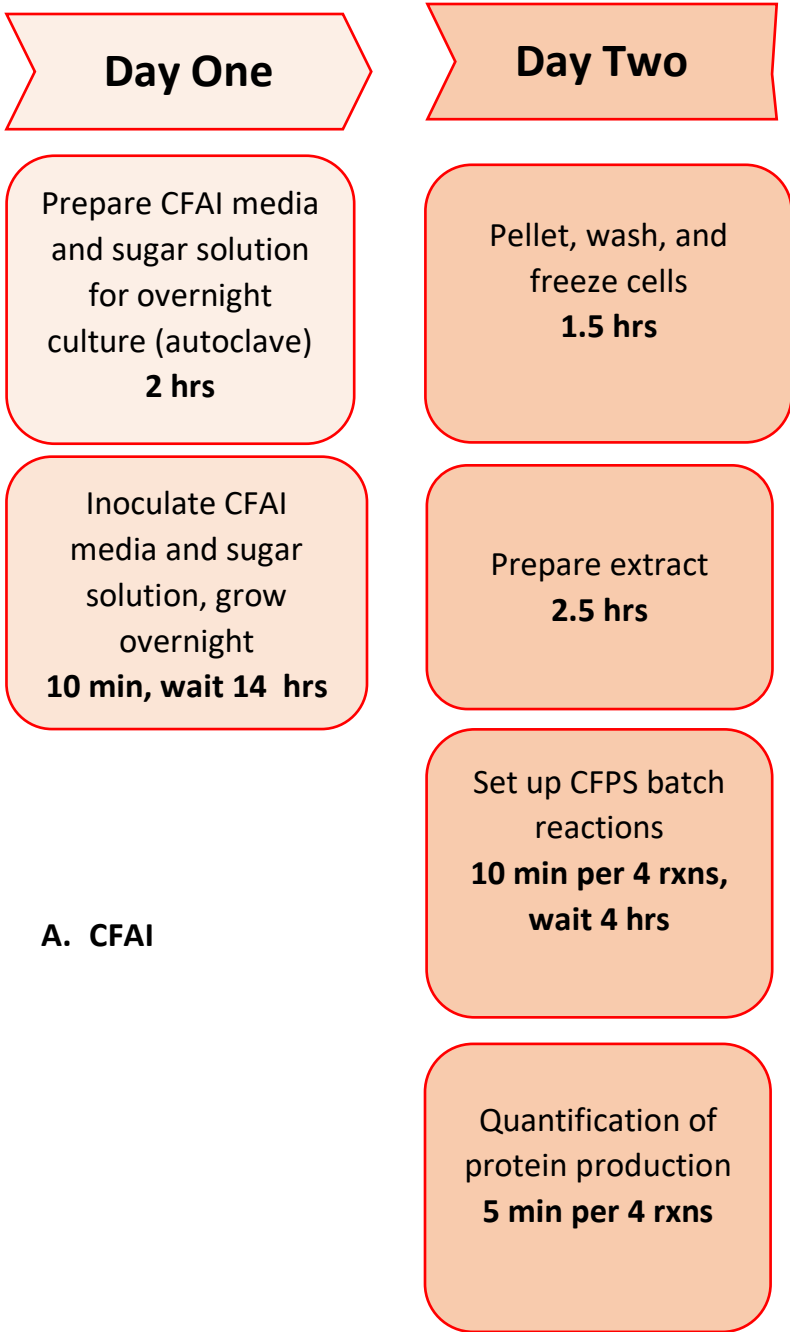 Day One
Prepare CFAI media
and sugar solution
for overnight
culture (autoclave)
2 hrs
Inoculate CFAI
media and sugar
solution, grow
overnight
10 min, wait 14  hrs
A. CFAI
Day Two
Pellet, wash, and
freeze cells
1.5 hrs
Prepare extract
2.5 hrs
Set up CFPS batch
reactions
10 min per 4 rxns,
wait 4 hrs
Quantification of
protein production
5 min per 4 rxns